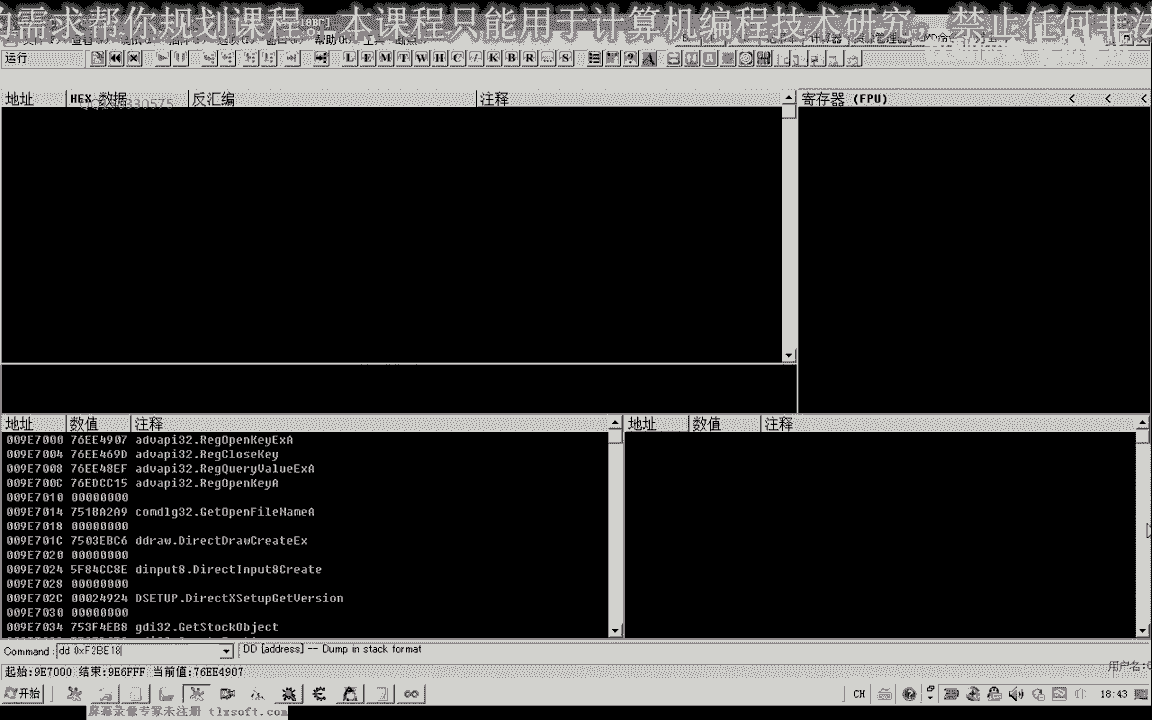 的需求帮你规划课程。本课程只能用于计算机编程技术研究，禁止任何非法
运行
L E M T W H C / K B R ... S
地址 HEX 数据 反汇编 注释 寄存器 (FPU) < < <
地址 数值 注释 地址 数值 注释
009E7000 76EE4907 advapi32.RegOpenKeyExA
009E7004 76EE469D advapi32.RegCloseKey
009E7008 76EE48EF advapi32.RegQueryValueExA
009E700C 76EDCC15 advapi32.RegOpenKeyA
009E7010 00000000
009E7014 7518A2A9 comdlg32.GetOpenFileNameA
009E7018 00000000
009E701C 7503EBC6 ddraw.DirectDrawCreateEx
009E7020 00000000
009E7024 5F84CC8E dinput8.DirectInput8Create
009E7028 00000000
009E702C 00024924 DSETUP.DirectXSetupGetVersion
009E7030 00000000
009E7034 753F4EB8 gdi32.GetStockObject
Command: dd 0xF2BE18 DD [address] -- Dump in stack format
起始:9E7000 结束:9E6FFF 当前值:76EE4907
用户名:
开始 CH 18:43
屏幕录像专家未注册 tlxsoft.com